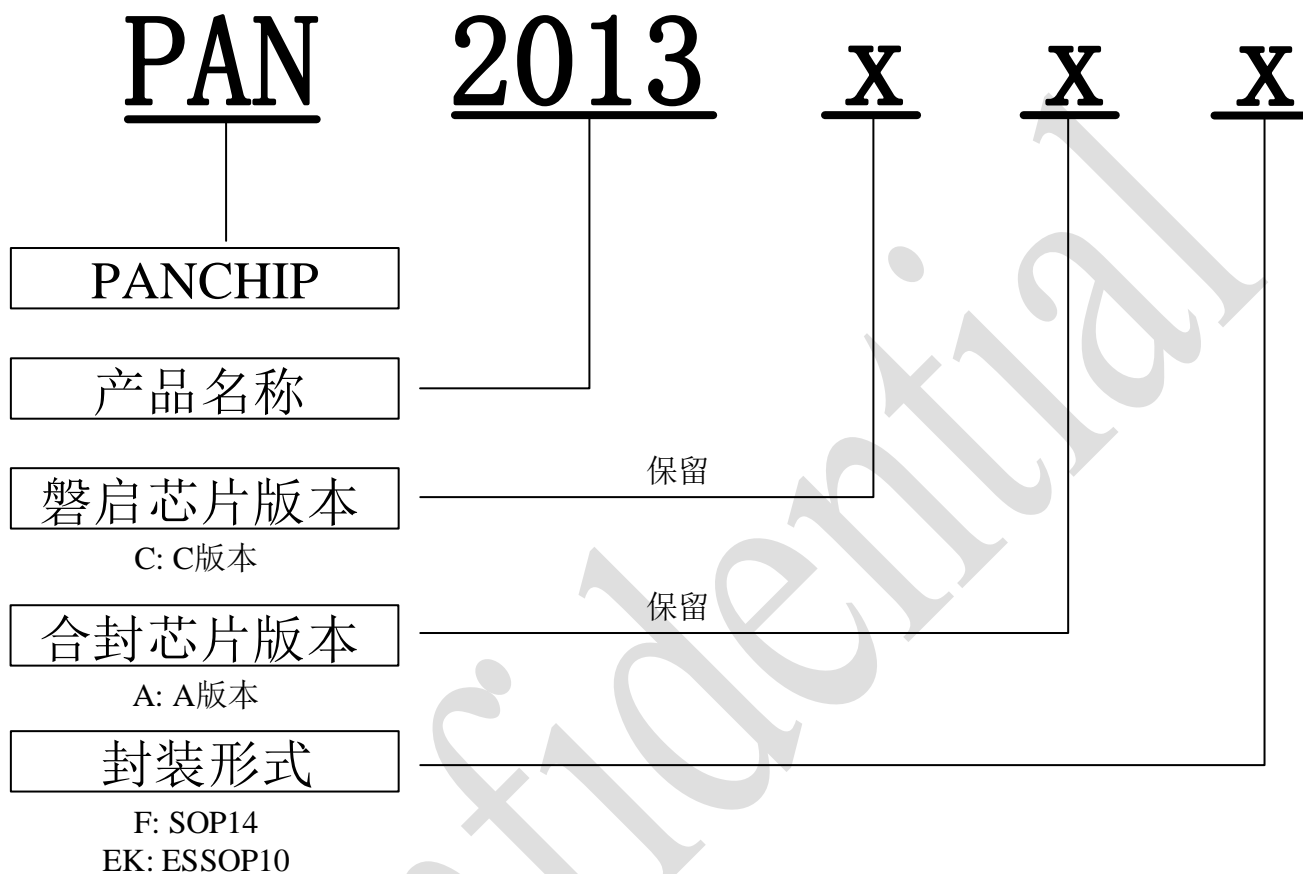 PAN 2013 x x x
PANCHIP
产品名称
保留
磐启芯片版本
C: C版本
保留
合封芯片版本
A: A版本
封装形式
F: SOP14
EK: ESSOP10
nfidential